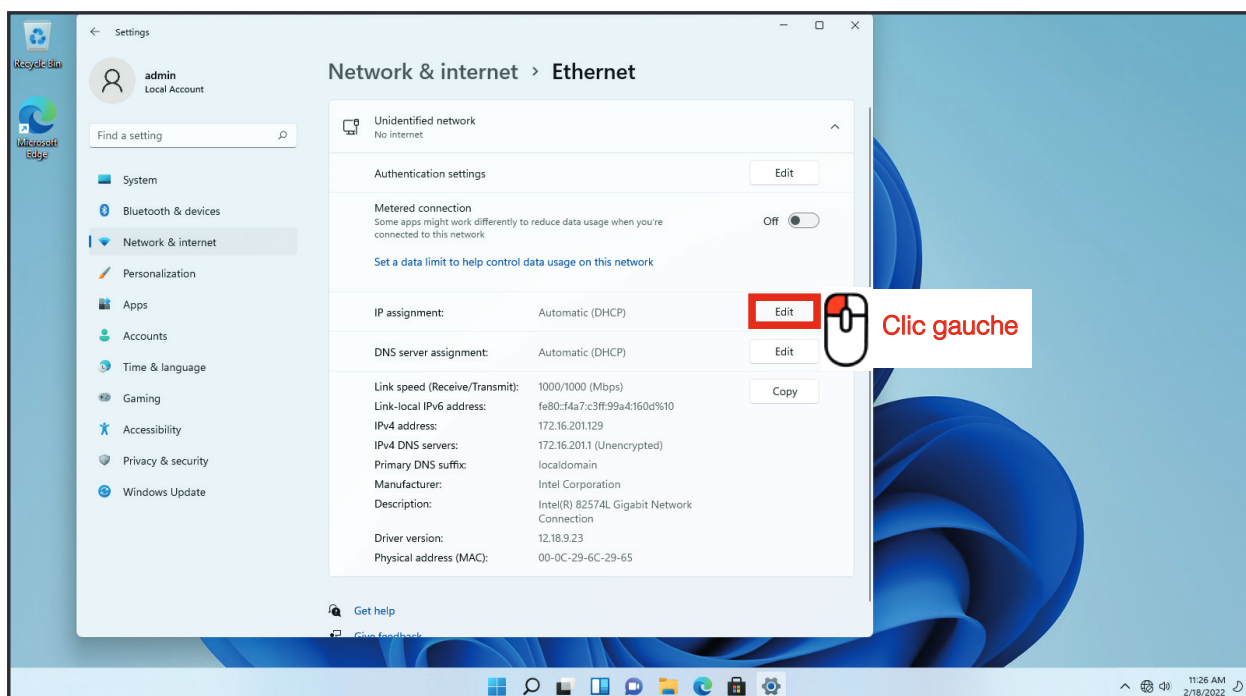 Recycle Bin
Microsoft
Edge
Settings
admin
Local Account
Find a setting
System
Bluetooth & devices
Network & internet
Personalization
Apps
Accounts
Time & language
Gaming
Accessibility
Privacy & security
Windows Update
Network & internet > Ethernet
Unidentified network
No internet
Authentication settings
Edit
Metered connection
Some apps might work differently to reduce data usage when you're
connected to this network
Off
Set a data limit to help control data usage on this network
IP assignment: Automatic (DHCP) Edit
Clic gauche
DNS server assignment: Automatic (DHCP) Edit
Link speed (Receive/Transmit): 1000/1000 (Mbps) Copy
Link-local IPv6 address: fe80::f4a7:c3ff:99a4:160d%10
IPv4 address: 172.16.201.129
IPv4 DNS servers: 172.16.201.1 (Unencrypted)
Primary DNS suffix: localdomain
Manufacturer: Intel Corporation
Description: Intel(R) 82574L Gigabit Network
Connection
Driver version: 12.18.9.23
Physical address (MAC): 00-0C-29-6C-29-65
Get help
Give feedback
11:26 AM
2/18/2022